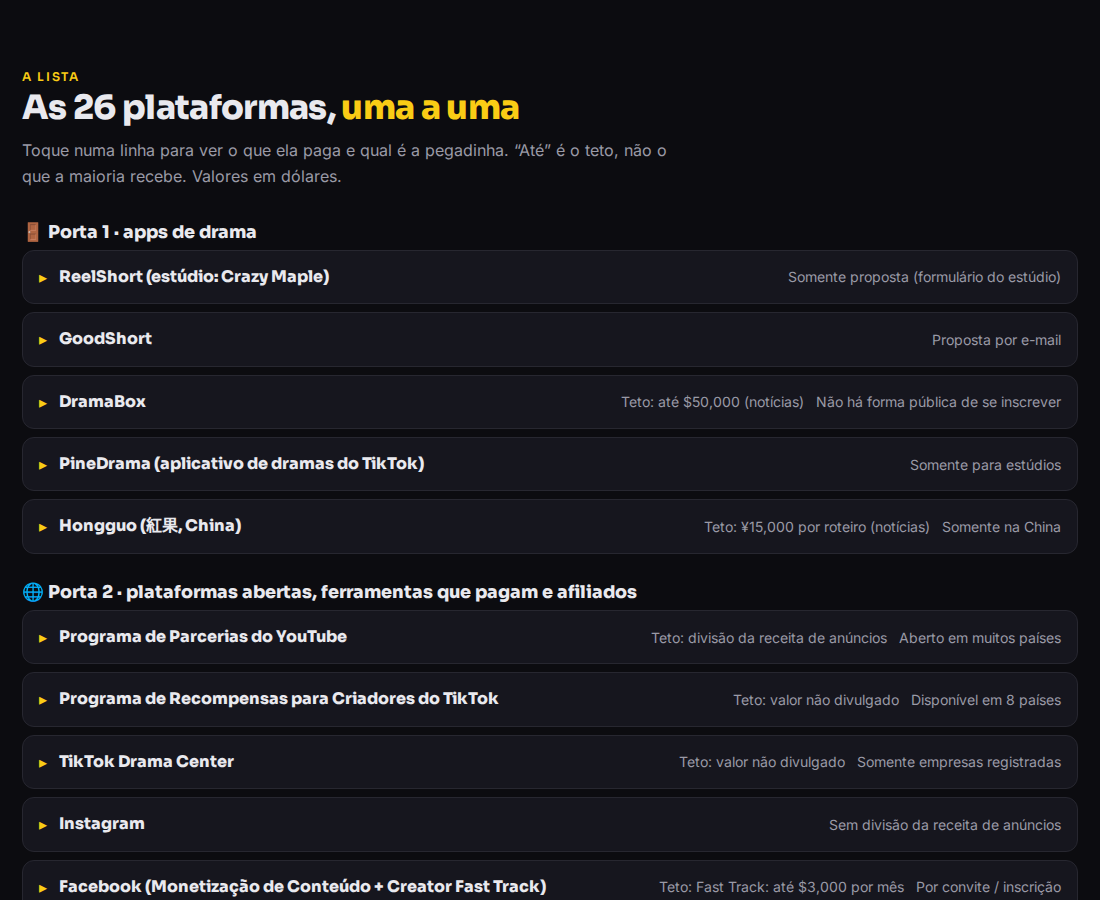 A LISTA
As 26 plataformas, uma a uma
Toque numa linha para ver o que ela paga e qual é a pegadinha. “Até” é o teto, não o
que a maioria recebe. Valores em dólares.
🚪 Porta 1 · apps de drama
▸ ReelShort (estúdio: Crazy Maple) Somente proposta (formulário do estúdio)
▸ GoodShort Proposta por e-mail
▸ DramaBox Teto: até $50,000 (notícias) Não há forma pública de se inscrever
▸ PineDrama (aplicativo de dramas do TikTok) Somente para estúdios
▸ Hongguo (紅果, China) Teto: ¥15,000 por roteiro (notícias) Somente na China
🌐 Porta 2 · plataformas abertas, ferramentas que pagam e afiliados
▸ Programa de Parcerias do YouTube Teto: divisão da receita de anúncios Aberto em muitos países
▸ Programa de Recompensas para Criadores do TikTok Teto: valor não divulgado Disponível em 8 países
▸ TikTok Drama Center Teto: valor não divulgado Somente empresas registradas
▸ Instagram Sem divisão da receita de anúncios
▸ Facebook (Monetização de Conteúdo + Creator Fast Track) Teto: Fast Track: até $3,000 por mês Por convite / inscrição